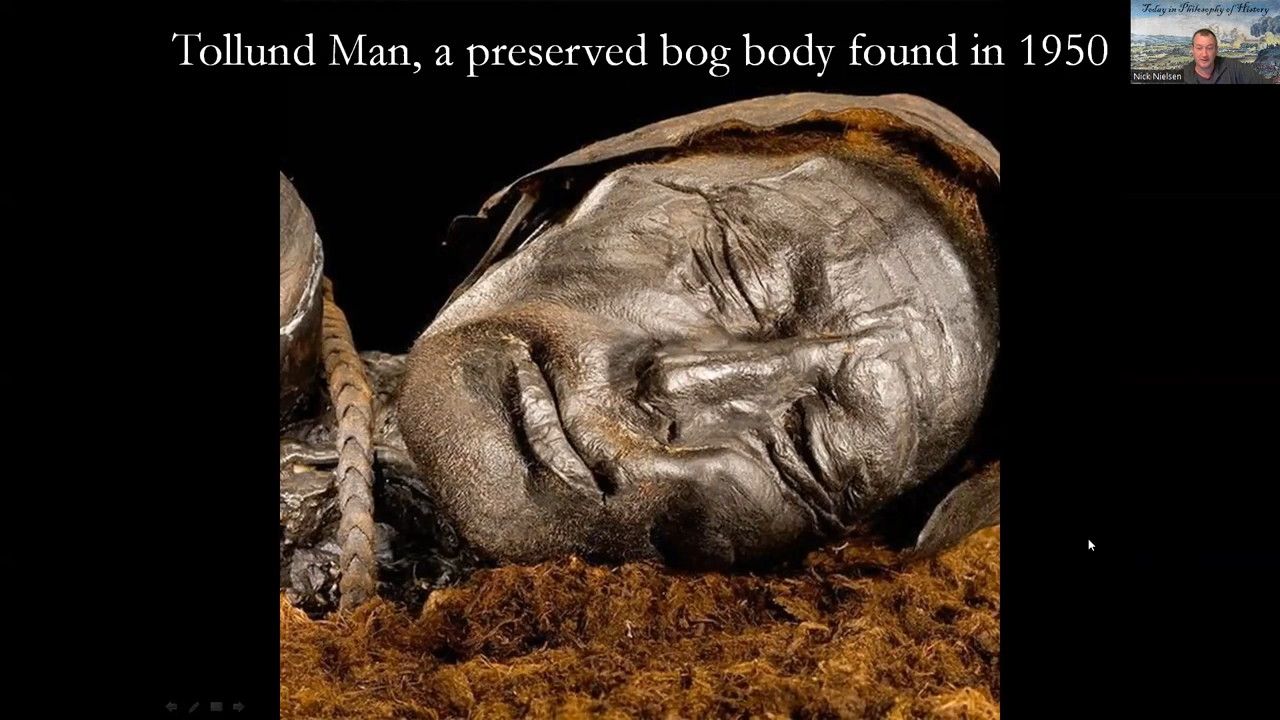 Tollund Man, a preserved bog body found in 1950
Today in Philosophy of History
Nick Nielsen